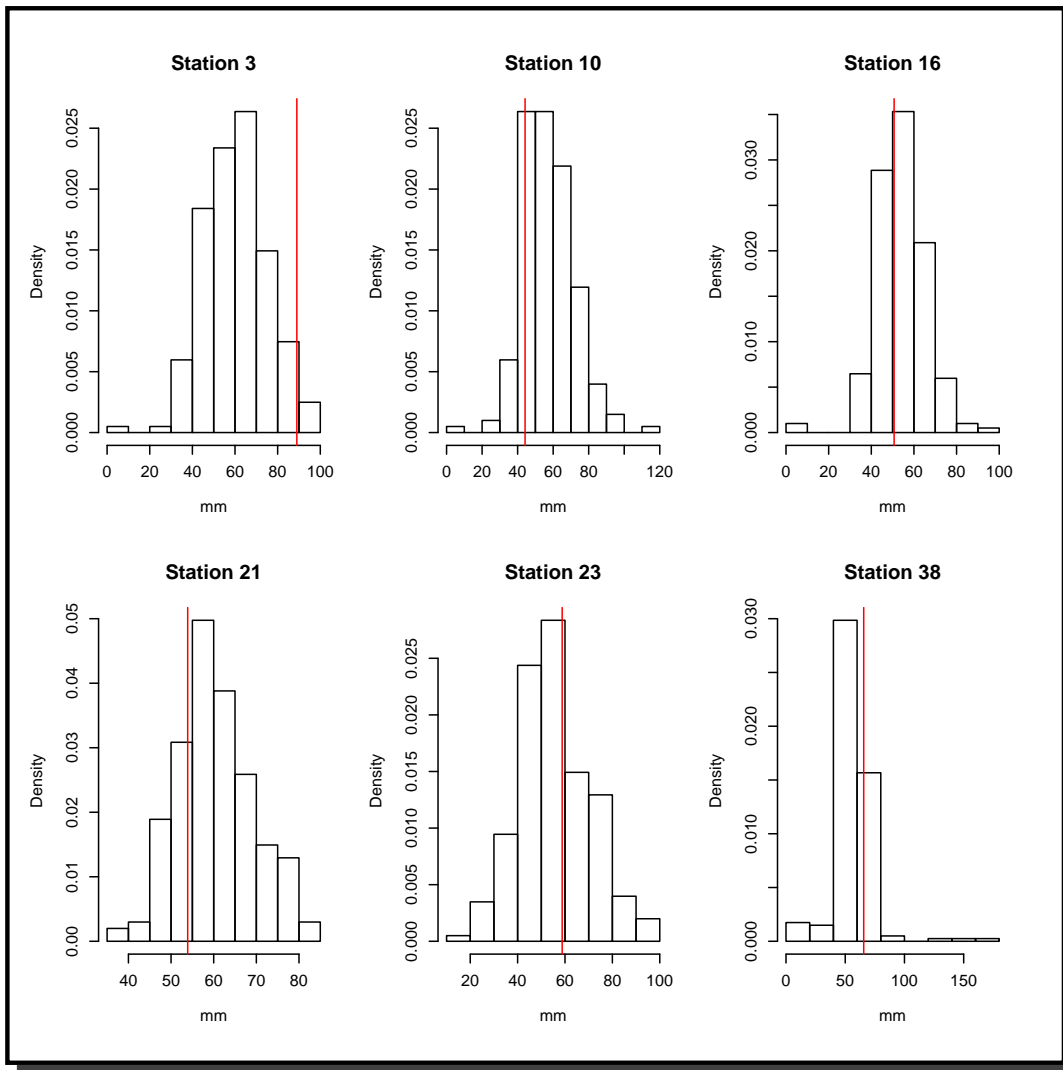 Station 3
Density
0.000 0.005 0.010 0.015 0.020 0.025
0 20 40 60 80 100
mm
Station 10
Density
0.000 0.005 0.010 0.015 0.020 0.025
0 20 40 60 80 120
mm
Station 16
Density
0.000 0.010 0.020 0.030
0 20 40 60 80 100
mm
Station 21
Density
0.00 0.01 0.02 0.03 0.04 0.05
40 50 60 70 80
mm
Station 23
Density
0.000 0.005 0.010 0.015 0.020 0.025
20 40 60 80 100
mm
Station 38
Density
0.000 0.010 0.020 0.030
0 50 100 150
mm